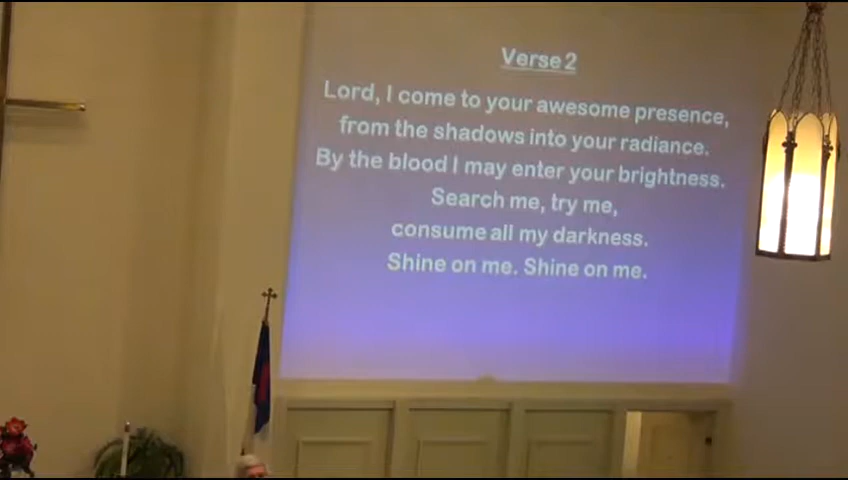 Verse 2
Lord, I come to your awesome presence,
from the shadows into your radiance.
By the blood I may enter your brightness.
Search me, try me,
consume all my darkness.
Shine on me. Shine on me.